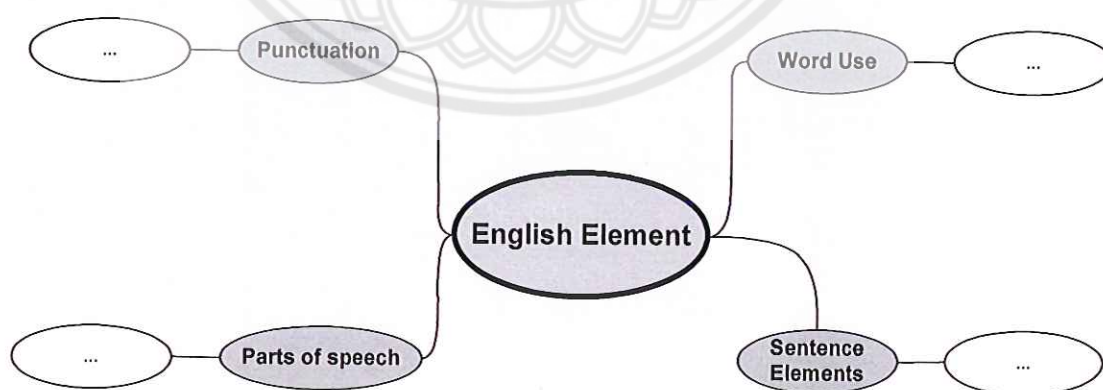 ... Punctuation Word Use ...
English Element
... Parts of speech Sentence ...
Elements